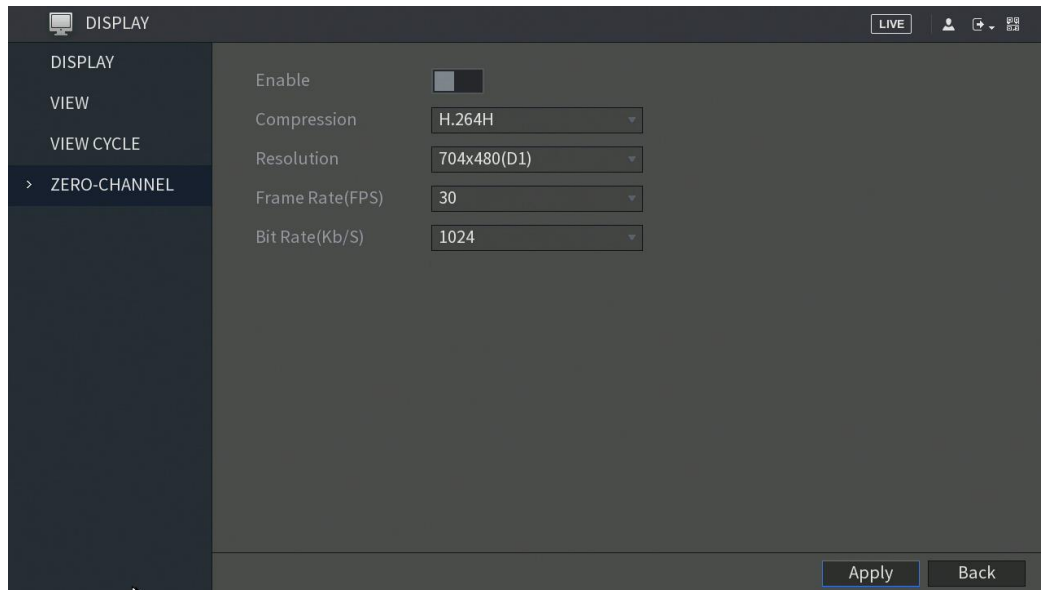 DISPLAY
LIVE
DISPLAY
VIEW
VIEW CYCLE
> ZERO-CHANNEL
Enable
Compression H.264H
Resolution 704x480(D1)
Frame Rate(FPS) 30
Bit Rate(Kb/S) 1024
Apply Back